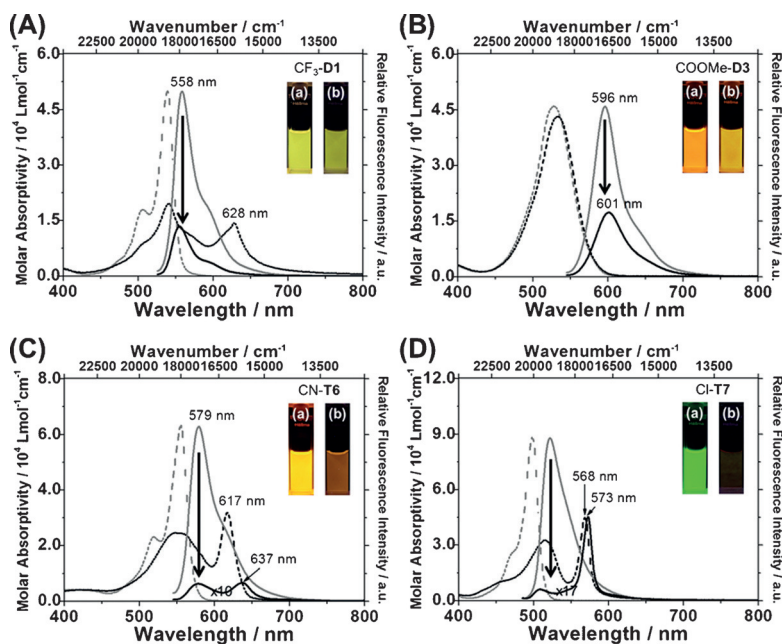 (A)
Wavenumber / cm-1
22500 20000 18000 16500 15000 13500
Molar Absorptivity / 10⁴ Lmol⁻¹cm⁻¹
6.0
4.5
3.0
1.5
0.0
CF₃-D1
558 nm
(a) (b)
628 nm
Relative Fluorescence Intensity / a.u.
400 500 600 700 800
Wavelength / nm
(B)
Wavenumber / cm-1
22500 20000 18000 16500 15000 13500
Molar Absorptivity / 10⁴ Lmol⁻¹cm⁻¹
6.0
4.5
3.0
1.5
0.0
COOMe-D3
596 nm
(a) (b)
601 nm
Relative Fluorescence Intensity / a.u.
400 500 600 700 800
Wavelength / nm
(C)
Wavenumber / cm-1
22500 20000 18000 16500 15000 13500
Molar Absorptivity / 10⁴ Lmol⁻¹cm⁻¹
8.0
6.0
4.0
2.0
0.0
CN-T6
579 nm
(a) (b)
617 nm
637 nm
x10
Relative Fluorescence Intensity / a.u.
400 500 600 700 800
Wavelength / nm
(D)
Wavenumber / cm-1
22500 20000 18000 16500 15000 13500
Molar Absorptivity / 10⁴ Lmol⁻¹cm⁻¹
12.0
9.0
6.0
3.0
0.0
Cl-T7
522 nm
(a) (b)
568 nm
573 nm
x17
Relative Fluorescence Intensity / a.u.
400 500 600 700 800
Wavelength / nm